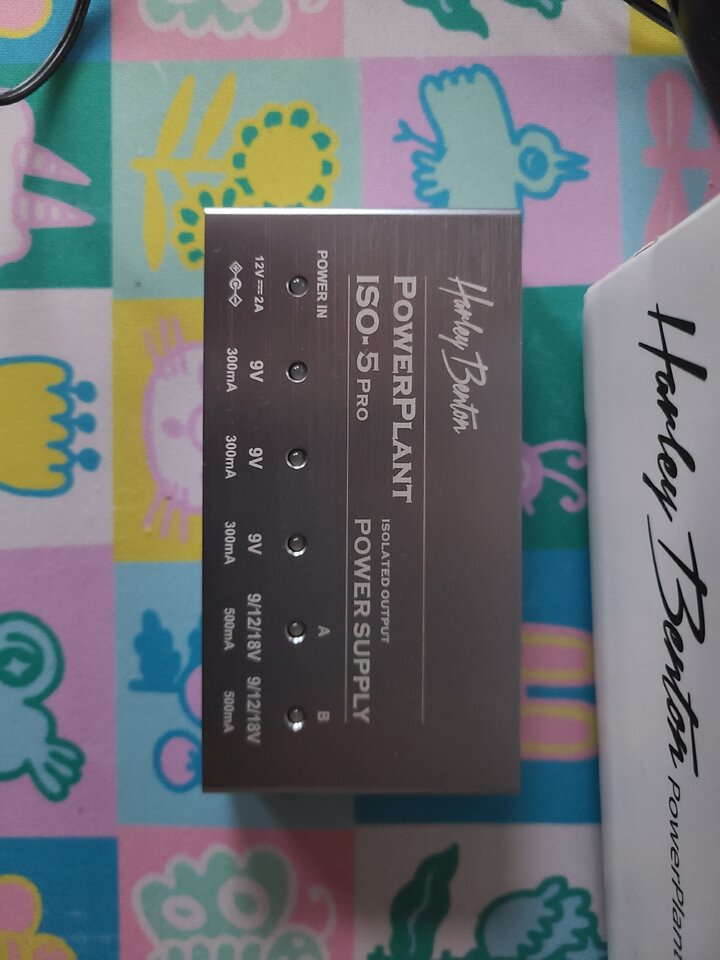 Harley Benton
POWERPLANT
ISO-5 PRO
ISOLATED OUTPUT
POWER SUPPLY
POWER IN
A
B
12V ⎓ 2A
9V
300mA
9V
300mA
9V
300mA
9/12/18V
500mA
9/12/18V
500mA
Harley Benton PowerPlant